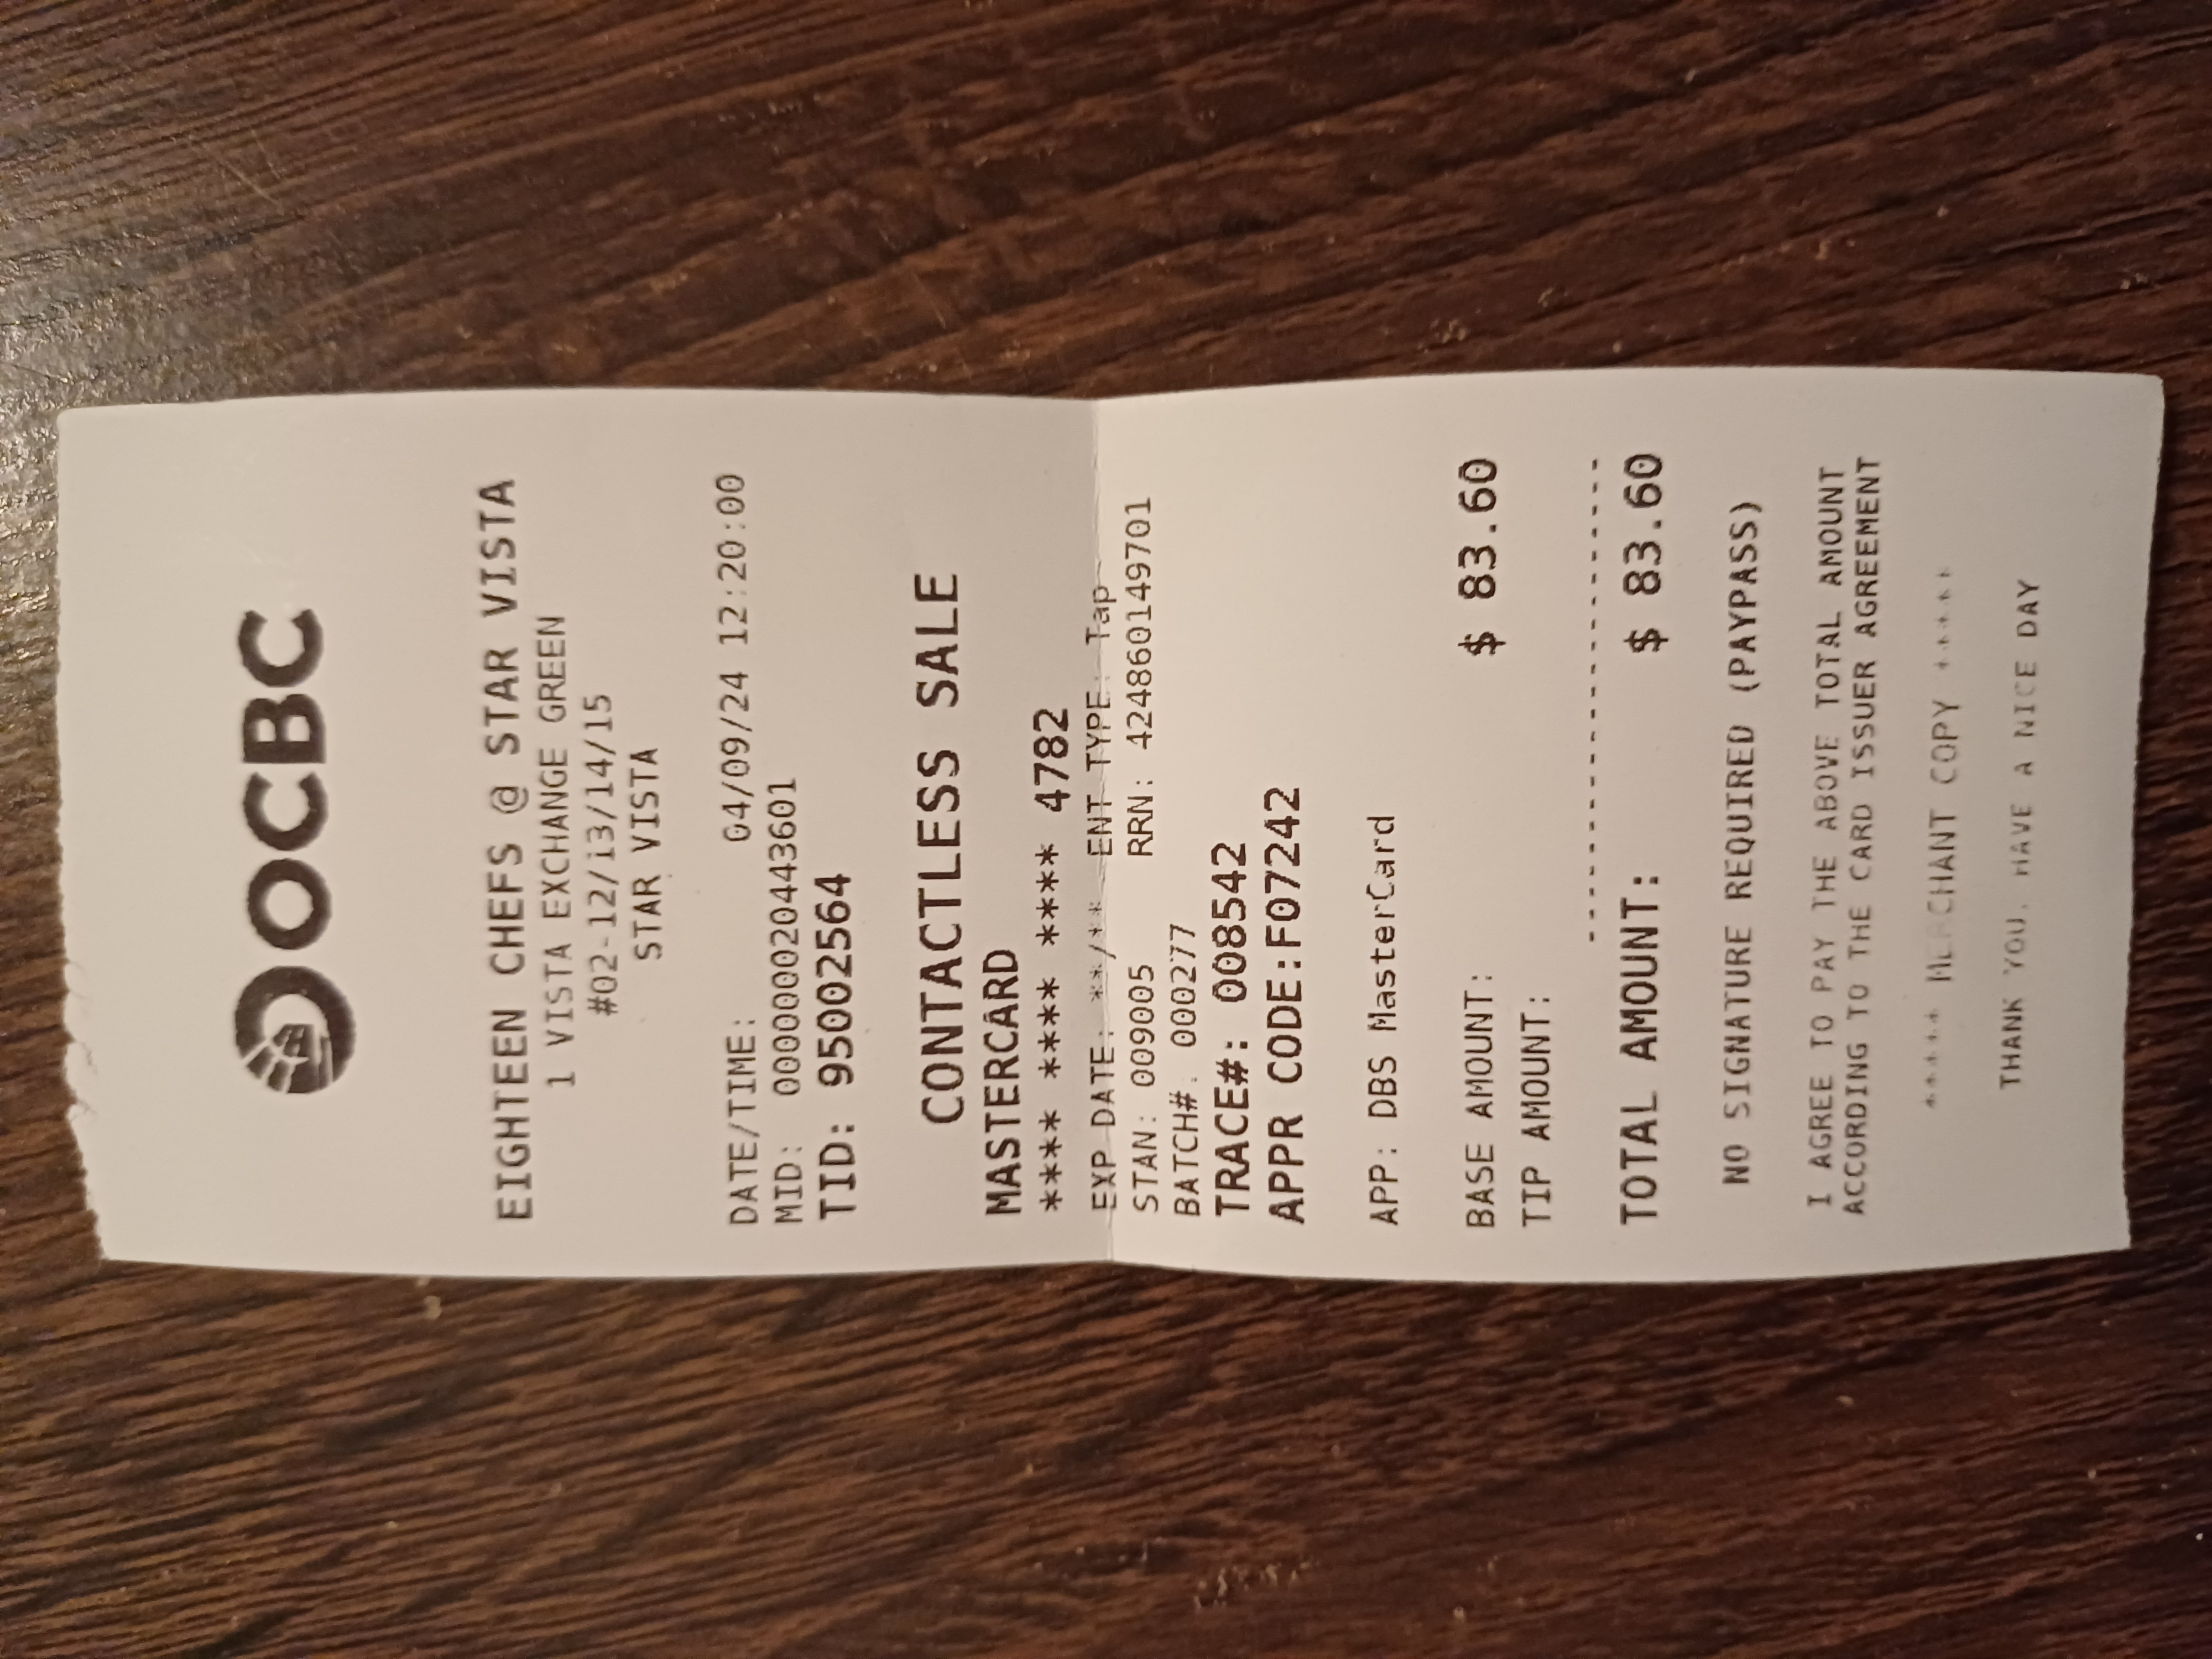 OCBC
EIGHTEEN CHEFS @ STAR VISTA
1 VISTA EXCHANGE GREEN
#02-12/13/14/15
STAR VISTA
DATE/TIME: 04/09/24 12:20:00
MID: 000000020443601
TID: 95002564
CONTACTLESS SALE
MASTERCARD
**** **** **** 4782
EXP DATE: **/** ENT TYPE: Tap
STAN: 009005 RRN: 424860149701
BATCH#: 000277
TRACE#: 008542
APPR CODE:F07242
APP: DBS MasterCard
BASE AMOUNT: $ 83.60
TIP AMOUNT:
----------------------
TOTAL AMOUNT: $ 83.60
NO SIGNATURE REQUIRED (PAYPASS)
I AGREE TO PAY THE ABOVE TOTAL AMOUNT
ACCORDING TO THE CARD ISSUER AGREEMENT
***** MERCHANT COPY *****
THANK YOU. HAVE A NICE DAY